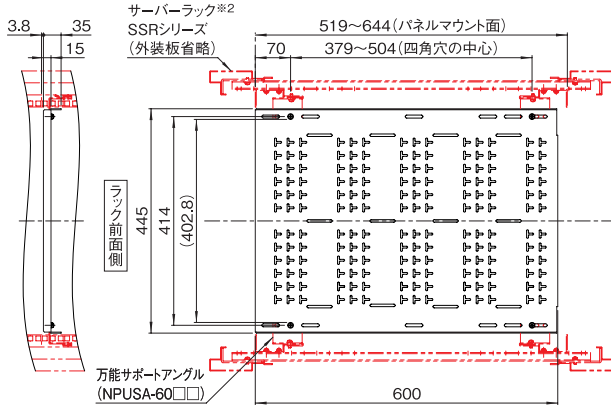 サーバーラック※2
SSRシリーズ
(外装板省略)
3.8
35
15
519～644(パネルマウント面)
70
379～504(四角穴の中心)
ラック前面側
445
414
(402.8)
万能サポートアングル
(NPUSA-60□□)
600